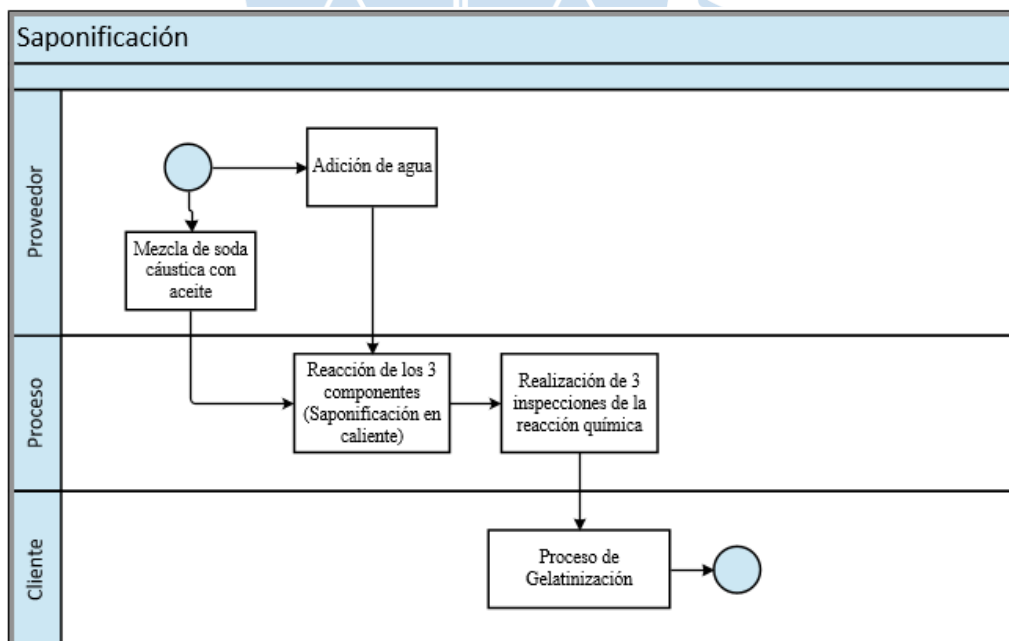 Saponificación
Proveedor
Adición de agua
Mezcla de soda
cáustica con
aceite
Proceso
Reacción de los 3
componentes
(Saponificación en
caliente)
Realización de 3
inspecciones de la
reacción química
Cliente
Proceso de
Gelatinización